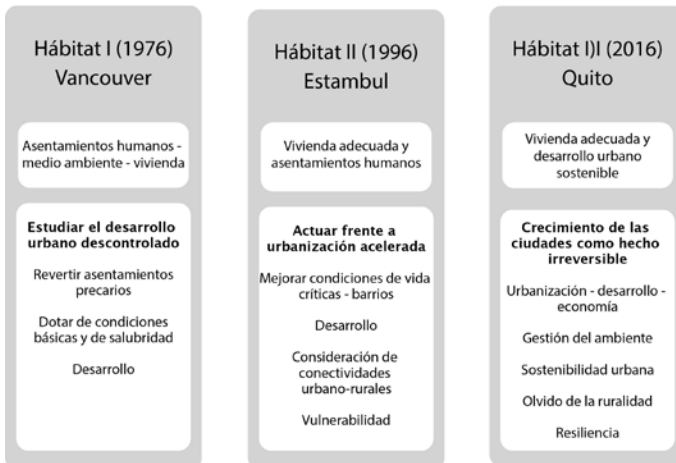 Hábitat I (1976)
Vancouver
Asentamientos humanos -
medio ambiente - vivienda
Estudiar el desarrollo
urbano descontrolado
Revertir asentamientos
precarios
Dotar de condiciones
básicas y de salubridad
Desarrollo
Hábitat II (1996)
Estambul
Vivienda adecuada y
asentamientos humanos
Actuar frente a
urbanización acelerada
Mejorar condiciones de vida
críticas - barrios
Desarrollo
Consideración de
conectividades
urbano-rurales
Vulnerabilidad
Hábitat I)I (2016)
Quito
Vivienda adecuada y
desarrollo urbano
sostenible
Crecimiento de las
ciudades como hecho
irreversible
Urbanización - desarrollo -
economía
Gestión del ambiente
Sostenibilidad urbana
Olvido de la ruralidad
Resiliencia